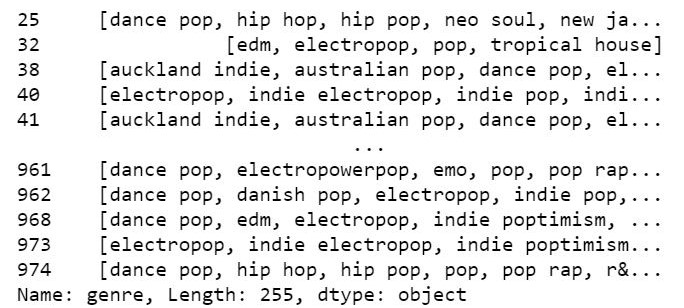 25 [dance pop, hip hop, hip pop, neo soul, new ja...
32 [edm, electropop, pop, tropical house]
38 [auckland indie, australian pop, dance pop, el...
40 [electropop, indie electropop, indie pop, indi...
41 [auckland indie, australian pop, dance pop, el...
...
961 [dance pop, electropowerpop, emo, pop, pop rap...
962 [dance pop, danish pop, electropop, indie pop,...
968 [dance pop, edm, electropop, indie poptimism, ...
973 [electropop, indie electropop, indie poptimism...
974 [dance pop, hip hop, hip pop, pop, pop rap, r&...
Name: genre, Length: 255, dtype: object